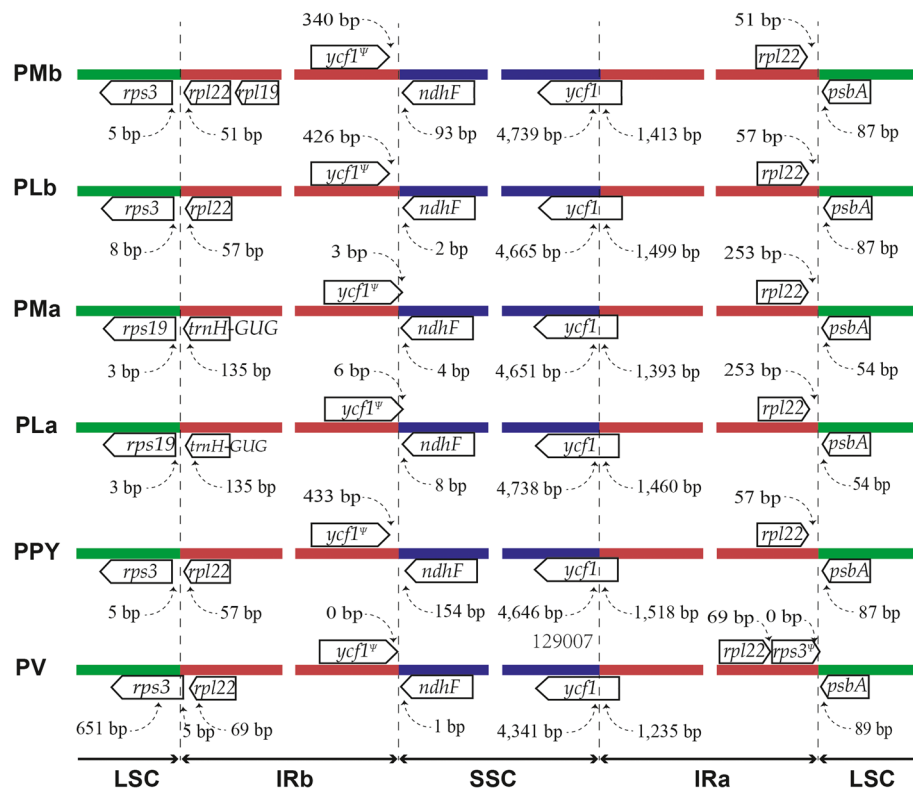 340 bp 51 bp
ycf1Ψ rpl22
PMb
rps3 rpl22 rpl19 ndhF ycf1 psbA
5 bp 51 bp 93 bp 4,739 bp 1,413 bp 87 bp
426 bp 57 bp
ycf1Ψ rpl22
PLb
rps3 rpl22 ndhF ycf1 psbA
8 bp 57 bp 2 bp 4,665 bp 1,499 bp 87 bp
3 bp 253 bp
ycf1Ψ rpl22
PMa
rps19 trnH-GUG ndhF ycf1 psbA
3 bp 135 bp 4 bp 4,651 bp 1,393 bp 54 bp
6 bp 253 bp
ycf1Ψ rpl22
PLa
rps19 trnH-GUG ndhF ycf1 psbA
3 bp 135 bp 8 bp 4,738 bp 1,460 bp 54 bp
433 bp 57 bp
ycf1Ψ rpl22
PPY
rps3 rpl22 ndhF ycf1 psbA
5 bp 57 bp 154 bp 4,646 bp 1,518 bp 87 bp
0 bp 129007 69 bp 0 bp
ycf1Ψ rpl22 rps3Ψ
PV
rps3 rpl22 ndhF ycf1 psbA
651 bp 5 bp 69 bp 1 bp 4,341 bp 1,235 bp 89 bp
LSC IRb SSC IRa LSC